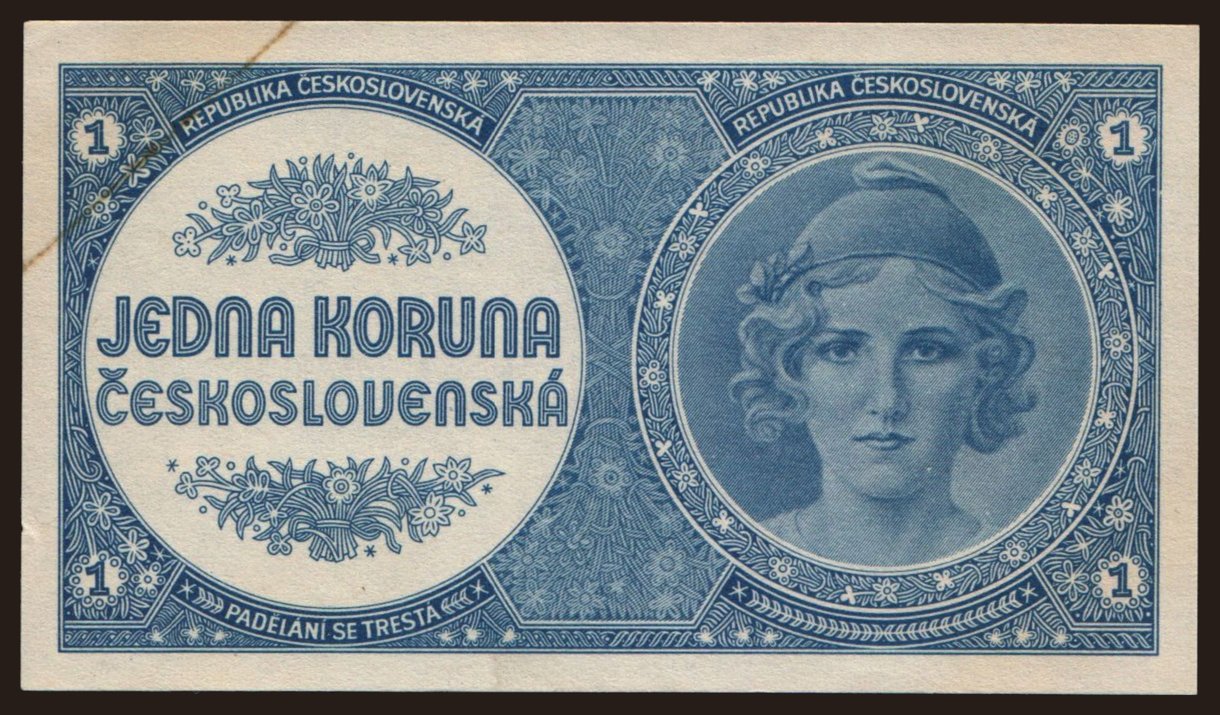 REPUBLIKA ČESKOSLOVENSKÁ
REPUBLIKA ČESKOSLOVENSKÁ
1
1
JEDNA KORUNA
ČESKOSLOVENSKÁ
1
1
PADĚLÁNÍ SE TRESTÁ